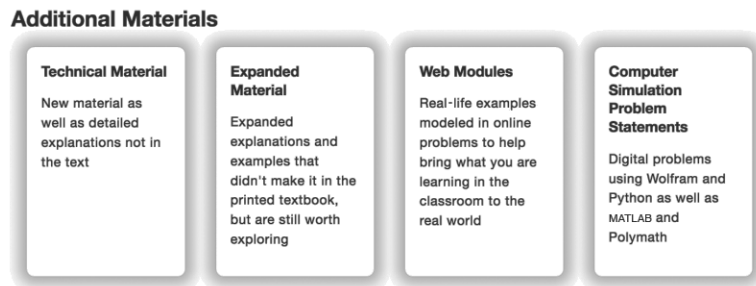 Additional Materials
Technical Material
New material as
well as detailed
explanations not in
the text
Expanded
Material
Expanded
explanations and
examples that
didn't make it in the
printed textbook,
but are still worth
exploring
Web Modules
Real-life examples
modeled in online
problems to help
bring what you are
learning in the
classroom to the
real world
Computer
Simulation
Problem
Statements
Digital problems
using Wolfram and
Python as well as
MATLAB and
Polymath